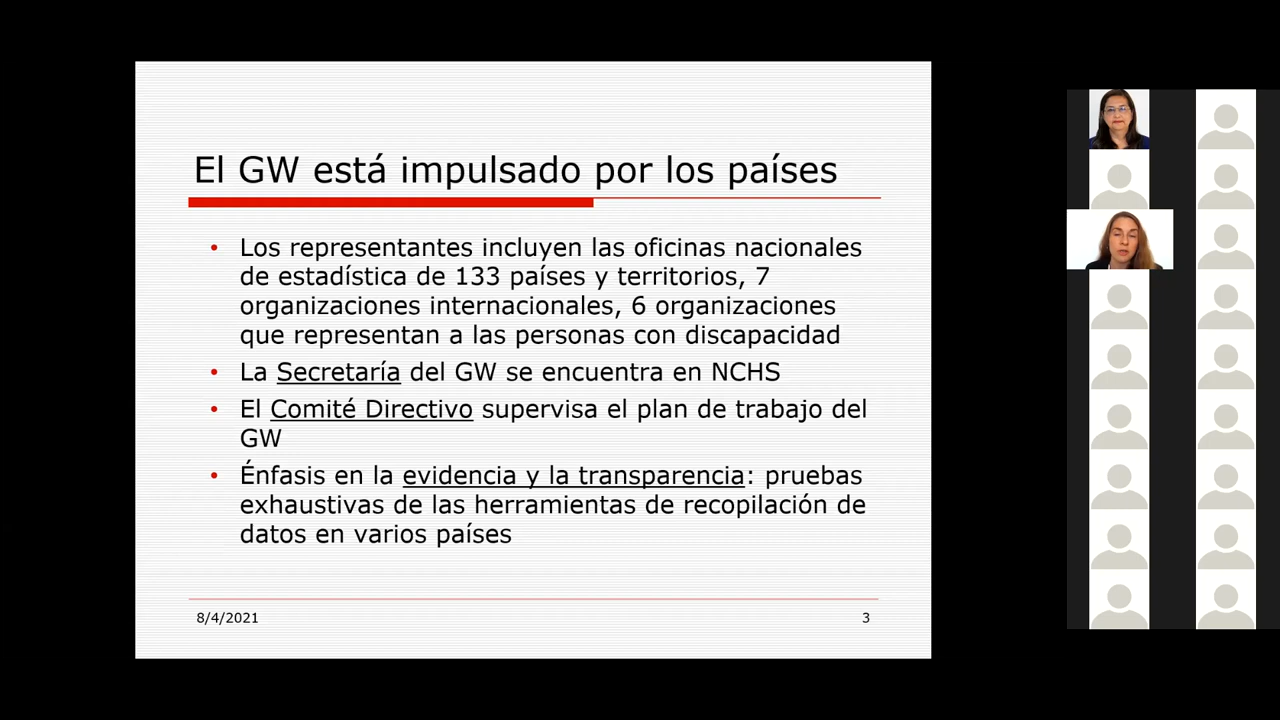 El GW está impulsado por los países
• Los representantes incluyen las oficinas nacionales
de estadística de 133 países y territorios, 7
organizaciones internacionales, 6 organizaciones
que representan a las personas con discapacidad
• La Secretaría del GW se encuentra en NCHS
• El Comité Directivo supervisa el plan de trabajo del
GW
• Énfasis en la evidencia y la transparencia: pruebas
exhaustivas de las herramientas de recopilación de
datos en varios países
8/4/2021
3